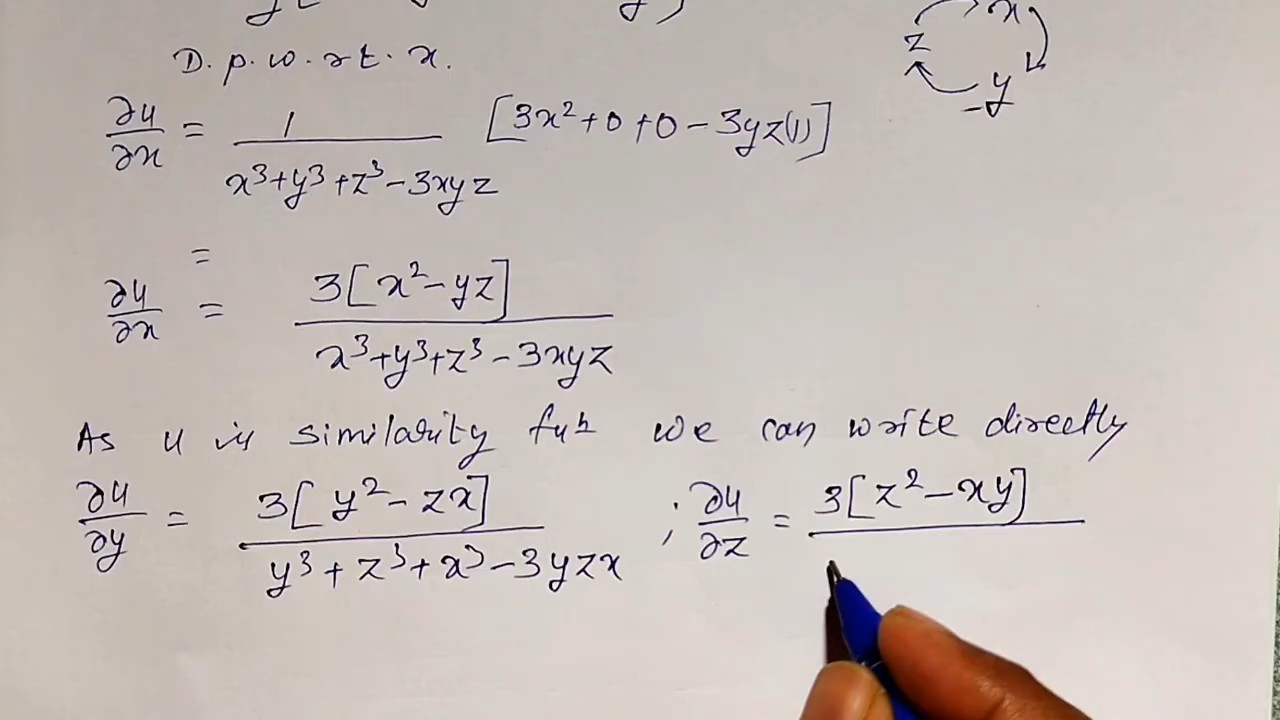 D.p.w.r.t. x.
z x y
∂u/∂x = 1/(x³+y³+z³-3xyz) [3x²+0+0-3yz(1)]
=
∂u/∂x = 3[x²-yz]/(x³+y³+z³-3xyz)
As u is similarity fun we can write directly
∂u/∂y = 3[y²-zx]/(y³+z³+x³-3yzx) ; ∂u/∂z = 3[z²-xy]